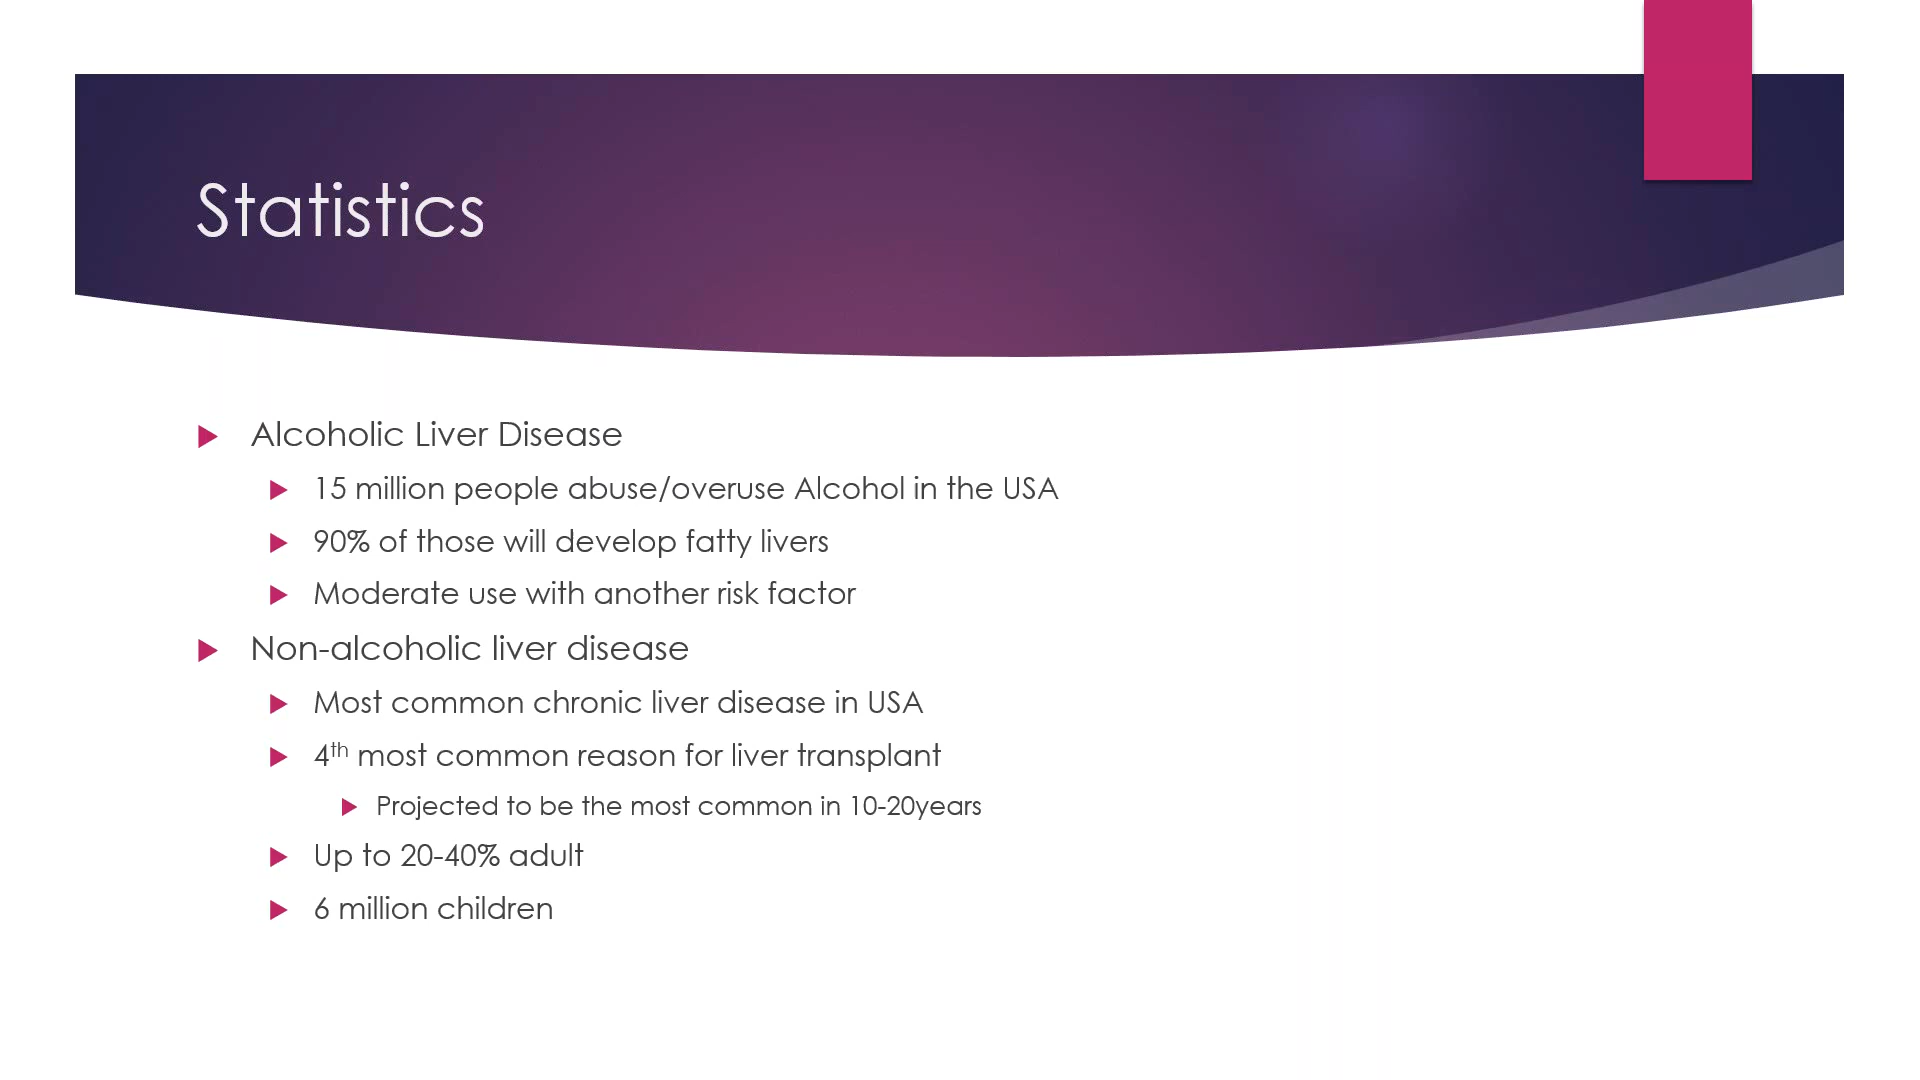 Statistics
Alcoholic Liver Disease
15 million people abuse/overuse Alcohol in the USA
90% of those will develop fatty livers
Moderate use with another risk factor
Non-alcoholic liver disease
Most common chronic liver disease in USA
4th most common reason for liver transplant
Projected to be the most common in 10-20years
Up to 20-40% adult
6 million children